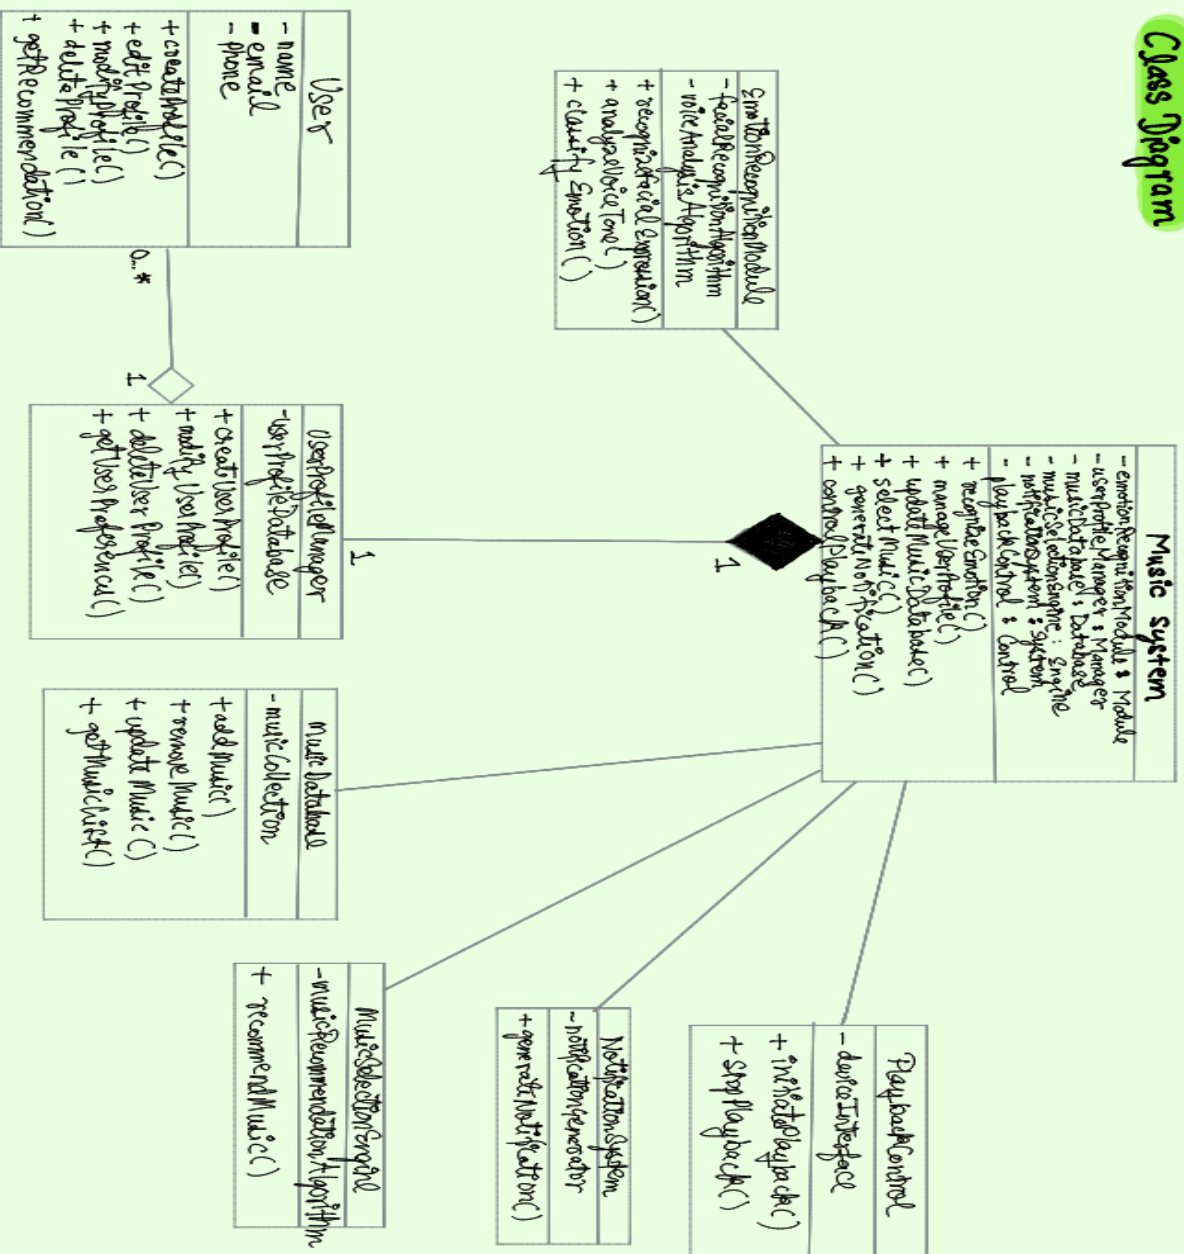 Class Diagram
Music system
- emotionRecognitionModule : Module
- userProfileManager : Manager
- musicDatabase : Database
- musicSelectionEngine : Engine
- notificationSystem : System
- playbackControl : Control
+ recognizeEmotion()
+ manageUserProfile()
+ updateMusicDatabase()
+ selectMusic()
+ generateNotification()
+ controlPlayback()
EmotionRecognitionModule
- facialRecognitionAlgorithm
- voiceAnalysisAlgorithm
+ recognizeFacialExpression()
+ analyzeVoiceTone()
+ classifyEmotion()
1
1
User
- name
- email
- phone
+ createProfile()
+ editProfile()
+ modifyProfile()
+ deleteProfile()
+ getRecommendation()
0..*
1
UserProfileManager
- userProfileDatabase
+ createUserProfile()
+ modifyUserProfile()
+ deleteUserProfile()
+ getUserPreferences()
MusicDatabase
- musicCollection
+ addMusic()
+ removeMusic()
+ updateMusic()
+ getMusicList()
MusicSelectionEngine
- musicRecommendationAlgorithm
+ recommendMusic()
NotificationSystem
- notificationGenerator
+ generateNotification()
PlaybackControl
- deviceInterface
+ initiatePlayback()
+ stopPlayback()